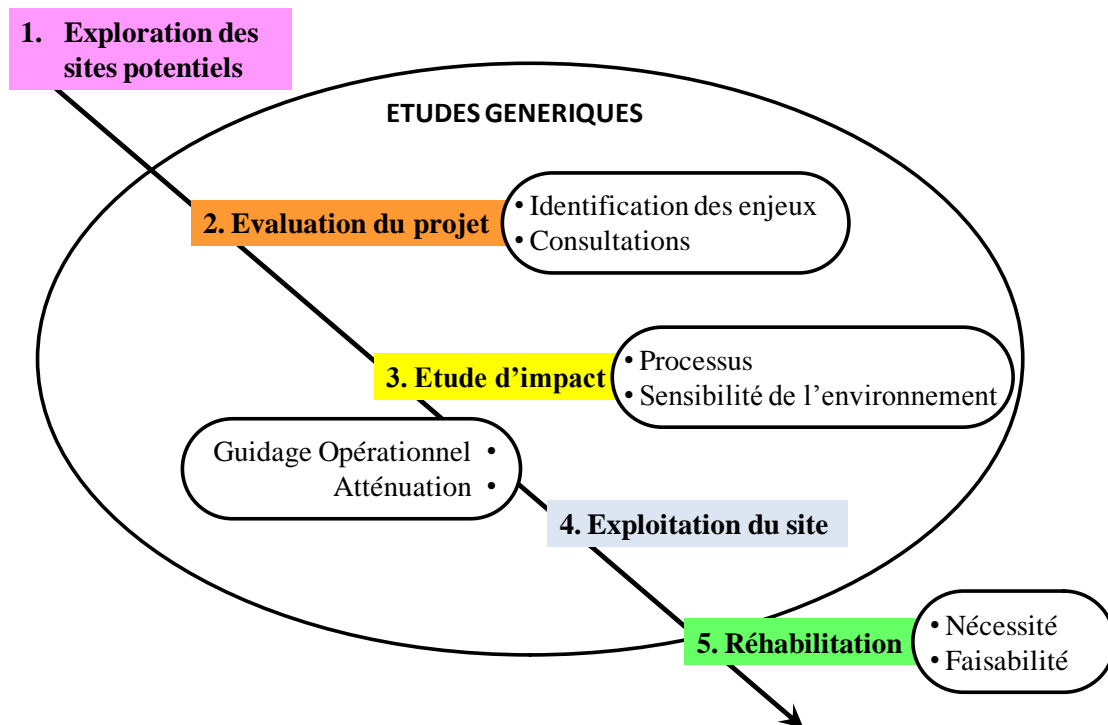 1. Exploration des
sites potentiels
ETUDES GENERIQUES
2. Evaluation du projet
• Identification des enjeux
• Consultations
3. Etude d’impact
• Processus
• Sensibilité de l’environnement
Guidage Opérationnel •
Atténuation •
4. Exploitation du site
5. Réhabilitation
• Nécessité
• Faisabilité